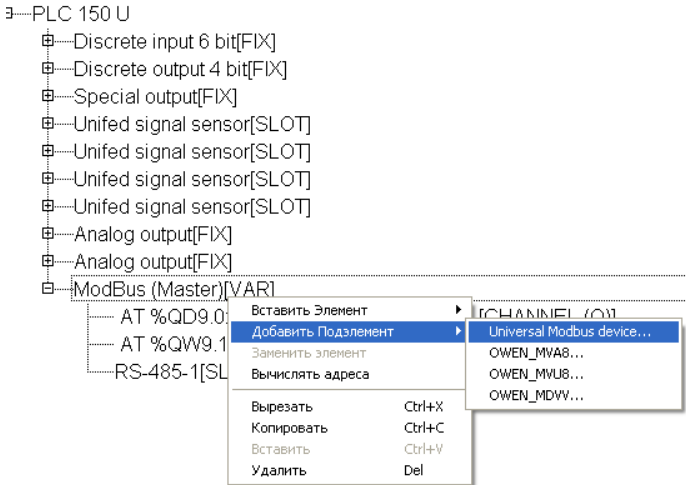 PLC 150 U
Discrete input 6 bit[FIX]
Discrete output 4 bit[FIX]
Special output[FIX]
Unifed signal sensor[SLOT]
Unifed signal sensor[SLOT]
Unifed signal sensor[SLOT]
Unifed signal sensor[SLOT]
Analog output[FIX]
Analog output[FIX]
ModBus (Master)[VAR]
AT %QD9.0: [CHANNEL (Q)]
AT %QW9.1
RS-485-1[SL
Вставить Элемент
Добавить Подэлемент
Заменить элемент
Вычислять адреса
Вырезать Ctrl+X
Копировать Ctrl+C
Вставить Ctrl+V
Удалить Del
Universal Modbus device...
OWEN_MVA8...
OWEN_MVU8...
OWEN_MDVV...